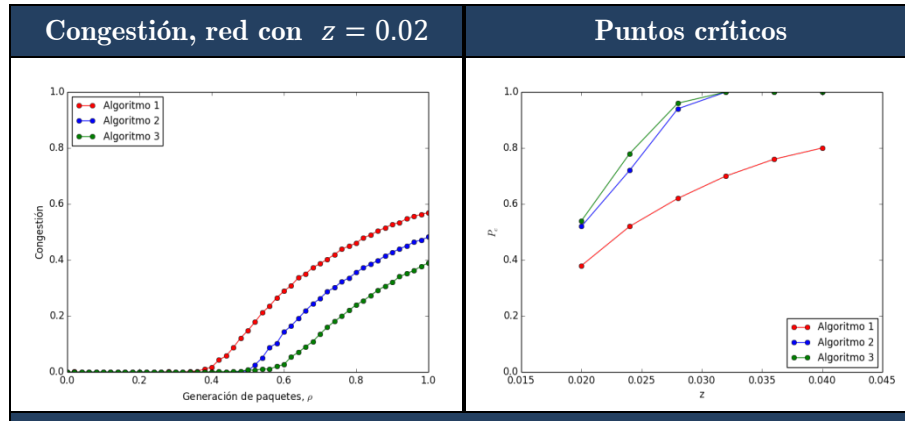 Congestión, red con z = 0.02
Puntos críticos
1.0
0.8
0.6
0.4
0.2
0.0
Congestión
0.0 0.2 0.4 0.6 0.8 1.0
Generación de paquetes, ρ
Algoritmo 1
Algoritmo 2
Algoritmo 3
1.0
0.8
0.6
0.4
0.2
0.0
P_c
0.015 0.020 0.025 0.030 0.035 0.040 0.045
z
Algoritmo 1
Algoritmo 2
Algoritmo 3